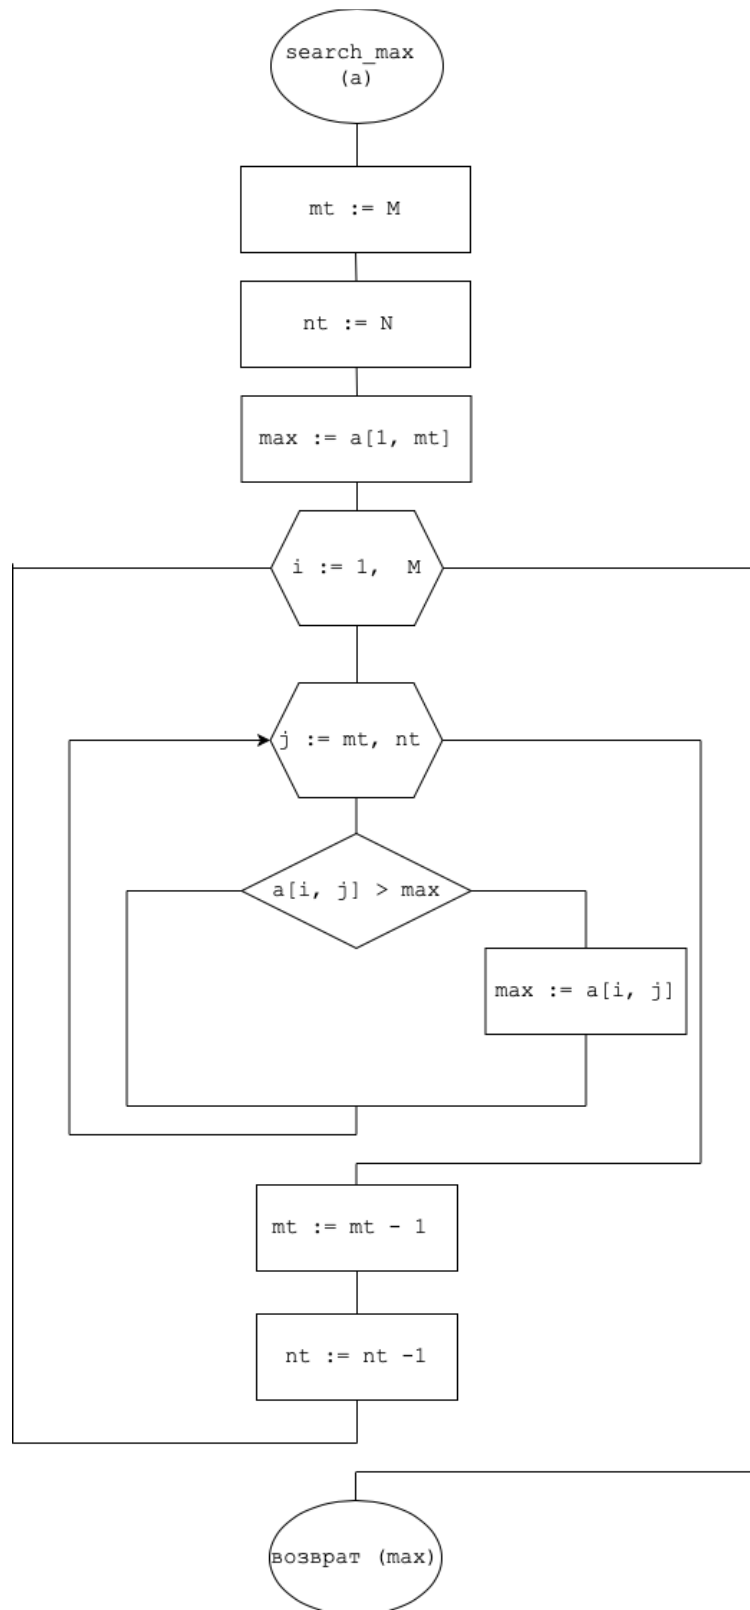 search_max
(a)
mt := M
nt := N
max := a[1, mt]
i := 1, M
j := mt, nt
a[i, j] > max
max := a[i, j]
mt := mt - 1
nt := nt -1
возврат (max)